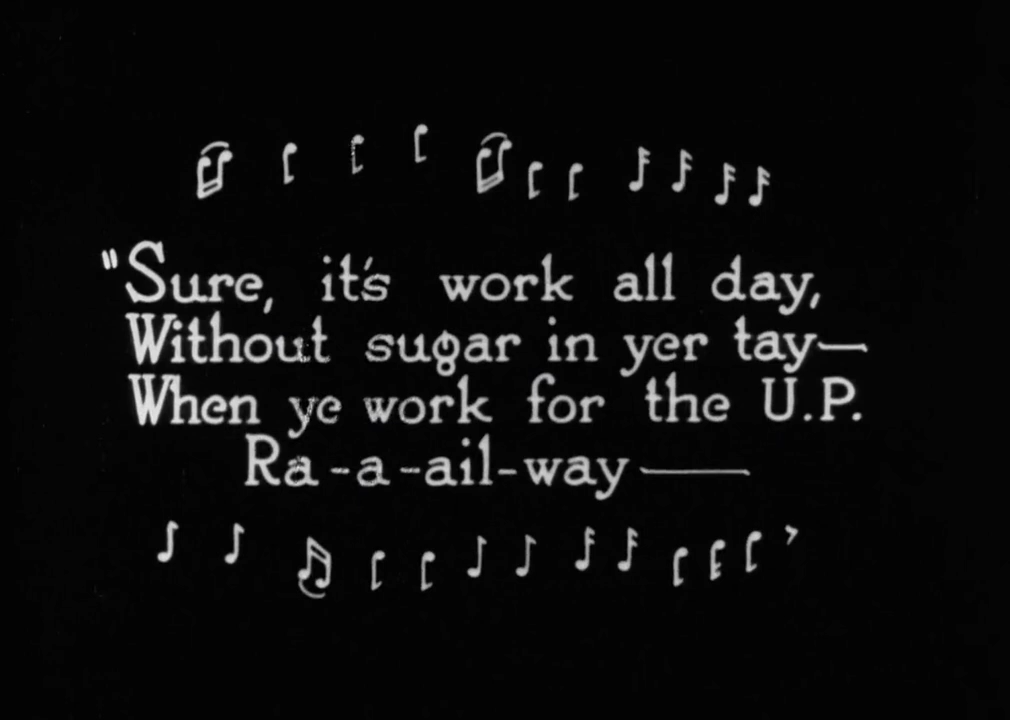 "Sure, it's work all day,
Without sugar in yer tay—
When ye work for the U.P.
Ra-a-ail-way—